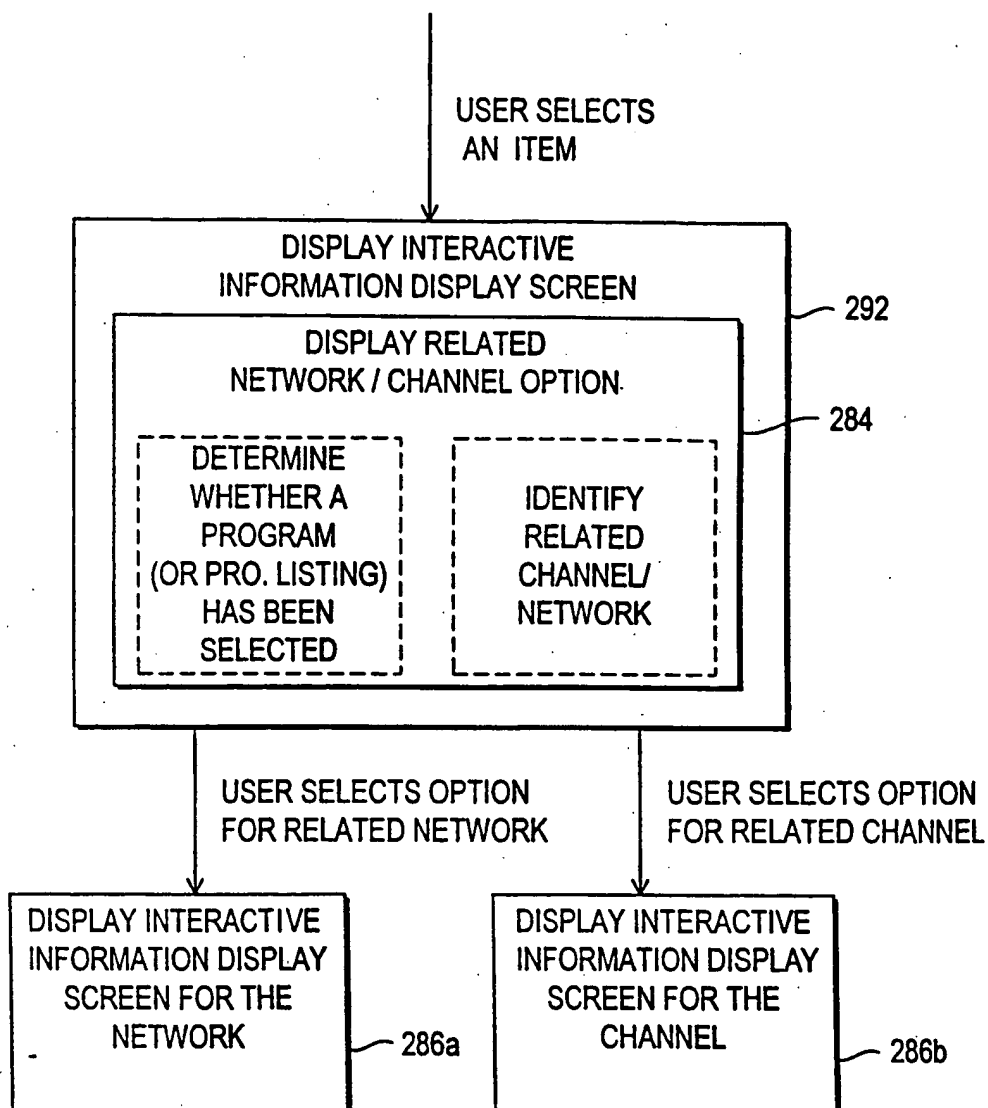 USER SELECTS
AN ITEM
DISPLAY INTERACTIVE
INFORMATION DISPLAY SCREEN
292
DISPLAY RELATED
NETWORK / CHANNEL OPTION
284
DETERMINE
WHETHER A
PROGRAM
(OR PRO. LISTING)
HAS BEEN
SELECTED
IDENTIFY
RELATED
CHANNEL/
NETWORK
USER SELECTS OPTION
FOR RELATED NETWORK
USER SELECTS OPTION
FOR RELATED CHANNEL
DISPLAY INTERACTIVE
INFORMATION DISPLAY
SCREEN FOR THE
NETWORK
286a
DISPLAY INTERACTIVE
INFORMATION DISPLAY
SCREEN FOR THE
CHANNEL
286b